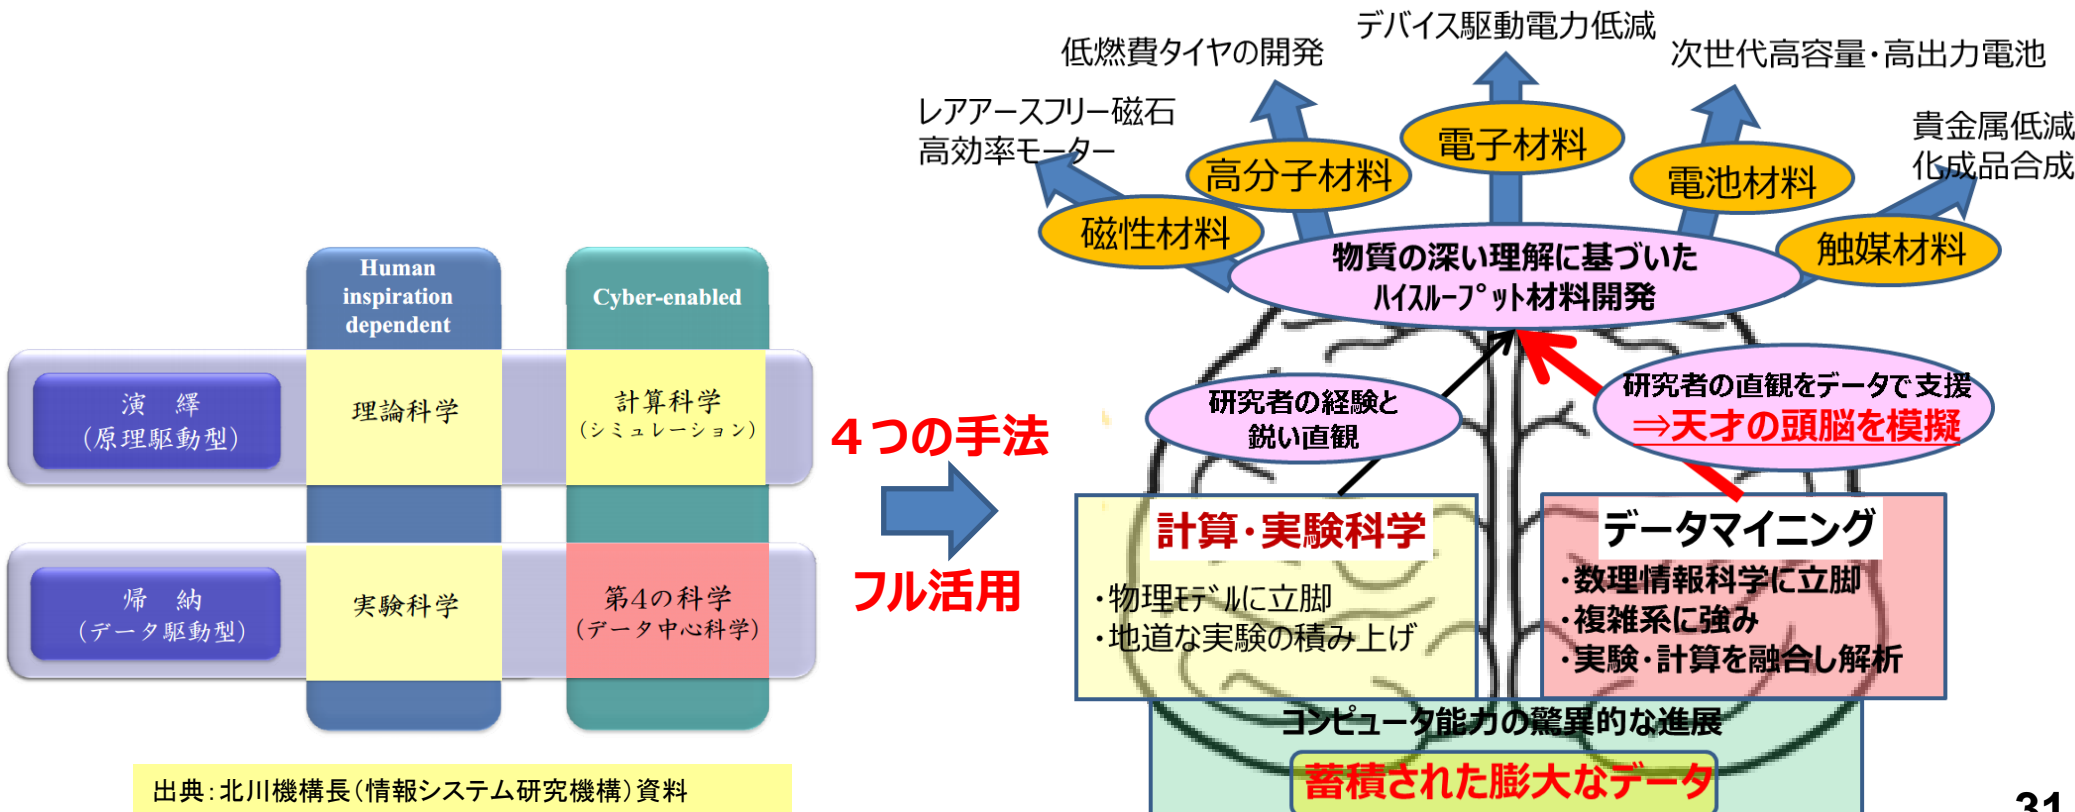 Human
inspiration
dependent
Cyber-enabled
演 繹
(原理駆動型)
理論科学
計算科学
(シミュレーション)
帰 納
(データ駆動型)
実験科学
第4の科学
(データ中心科学)
出典:北川機構長(情報システム研究機構)資料
4つの手法
フル活用
レアアースフリー磁石
高効率モーター
低燃費タイヤの開発
デバイス駆動電力低減
次世代高容量・高出力電池
貴金属低減
化成品合成
磁性材料
高分子材料
電子材料
電池材料
触媒材料
物質の深い理解に基づいた
ハイスループット材料開発
研究者の経験と
鋭い直観
研究者の直観をデータで支援
⇒天才の頭脳を模擬
計算・実験科学
・物理モデルに立脚
・地道な実験の積み上げ
データマイニング
・数理情報科学に立脚
・複雑系に強み
・実験・計算を融合し解析
コンピュータ能力の驚異的な進展
蓄積された膨大なデータ
31